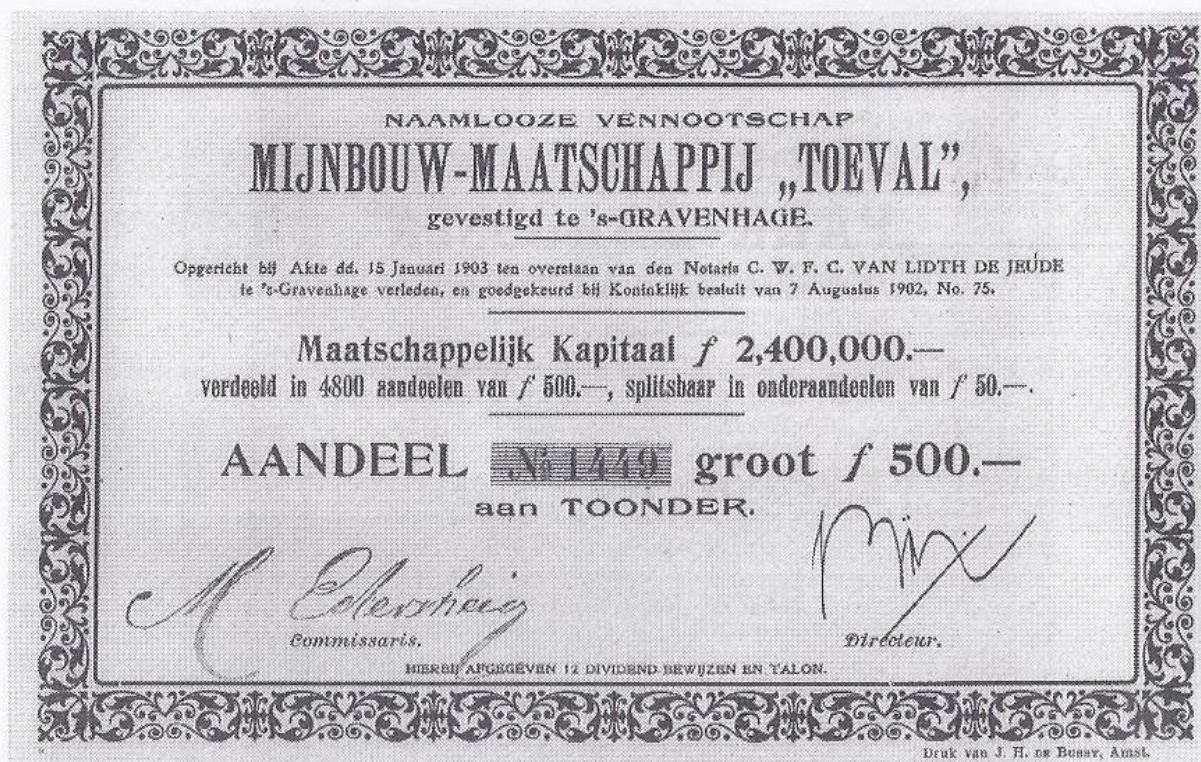 NAAMLOOZE VENNOOTSCHAP
MIJNBOUW-MAATSCHAPPIJ „TOEVAL”,
gevestigd te 's-GRAVENHAGE.
Opgericht bij Akte dd. 15 Januari 1903 ten overstaan van den Notaris C. W. F. C. VAN LIDTH DE JEUDE
te 's-Gravenhage verleden, en goedgekeurd bij Koninklijk besluit van 7 Augustus 1902, No. 75.
Maatschappelijk Kapitaal ƒ 2,400,000.—
verdeeld in 4800 aandeelen van ƒ 500.—, splitsbaar in onderaandeelen van ƒ 50.—.
AANDEEL No 1449 groot ƒ 500.—
aan TOONDER.
M Edersheig
Commissaris.
Directeur.
HIERBIJ AFGEGEVEN 12 DIVIDEND-BEWIJZEN EN TALON.
Druk van J. H. DE BUSSY, Amst.